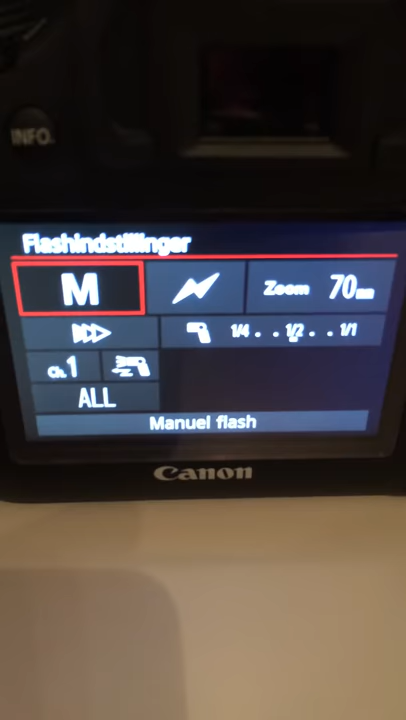 INFO.
Flashindstillinger
M Zoom 70mm
1/4 . . 1/2 . . 1/1
Ch.1
ALL
Manuel flash
Canon